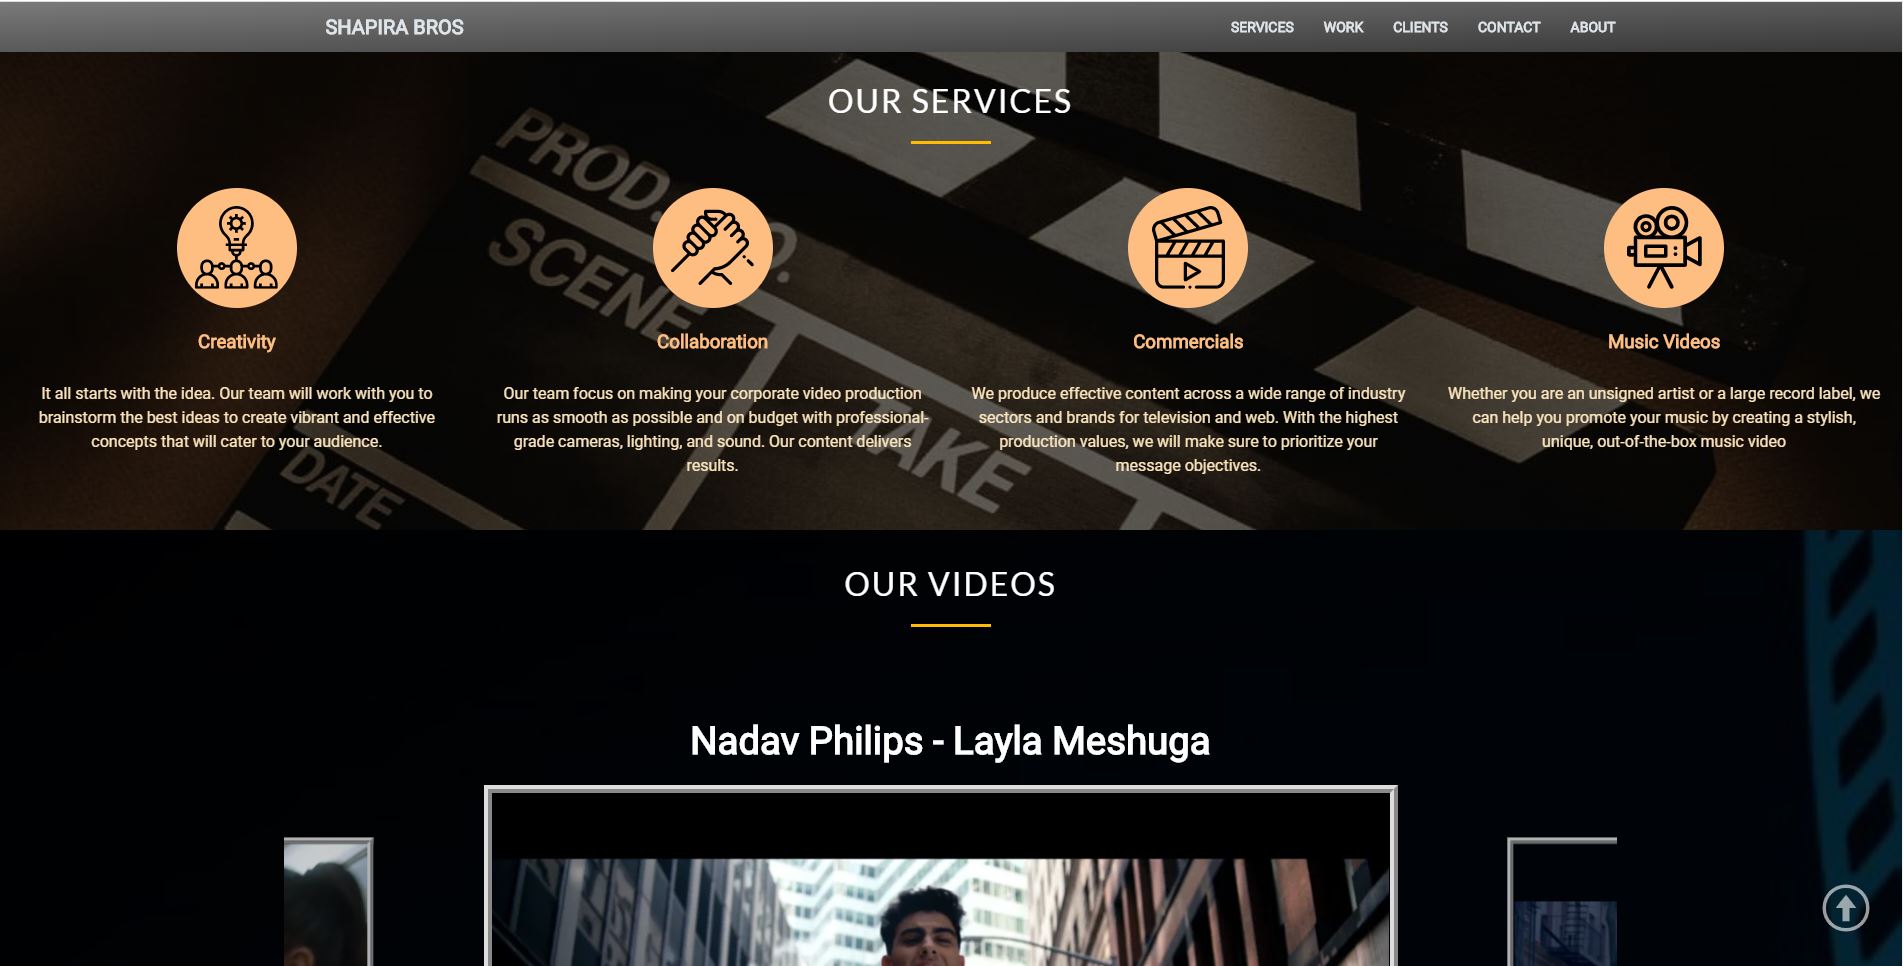 SHAPIRA BROS
SERVICES WORK CLIENTS CONTACT ABOUT
OUR SERVICES
PROD. CO.
SCENE
TAKE
DATE
Creativity
It all starts with the idea. Our team will work with you to
brainstorm the best ideas to create vibrant and effective
concepts that will cater to your audience.
Collaboration
Our team focus on making your corporate video production
runs as smooth as possible and on budget with professional-
grade cameras, lighting, and sound. Our content delivers
results.
Commercials
We produce effective content across a wide range of industry
sectors and brands for television and web. With the highest
production values, we will make sure to prioritize your
message objectives.
Music Videos
Whether you are an unsigned artist or a large record label, we
can help you promote your music by creating a stylish,
unique, out-of-the-box music video
OUR VIDEOS
Nadav Philips - Layla Meshuga